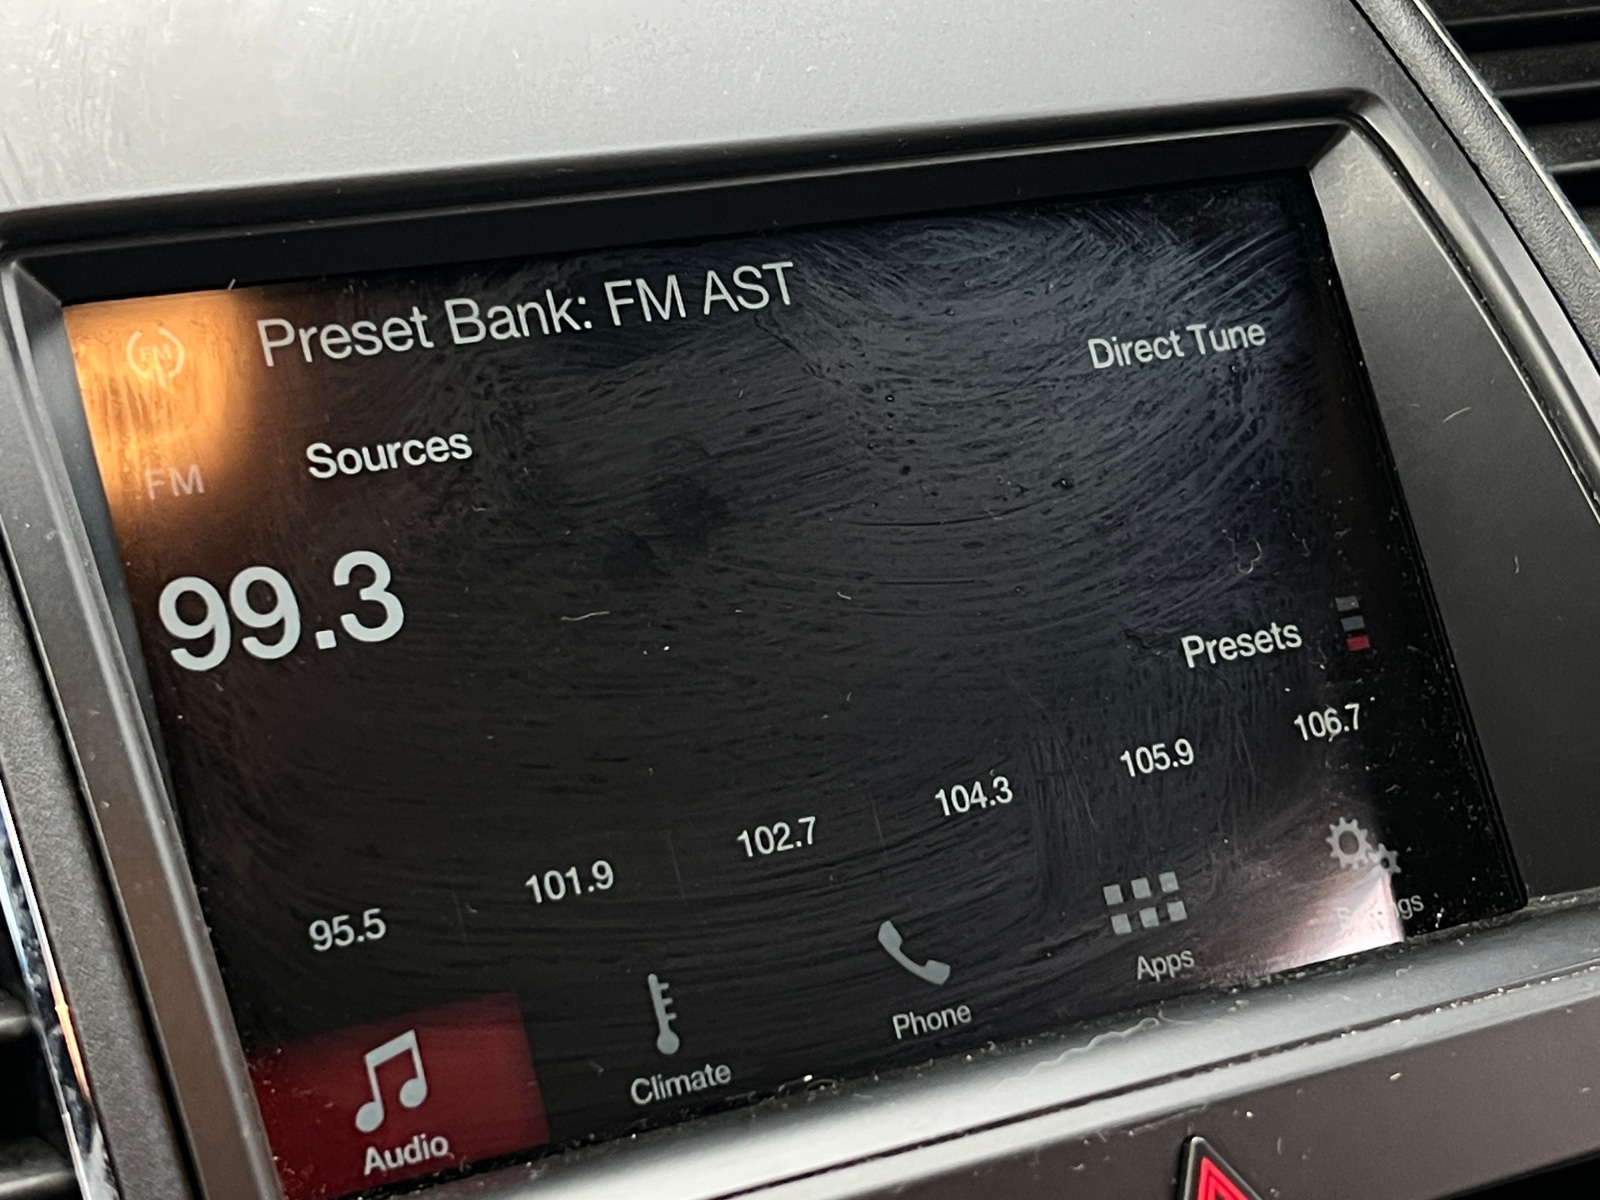 Preset Bank: FM AST
Direct Tune
FM
FM
Sources
99.3
Presets
95.5 101.9 102.7 104.3 105.9 106.7
Audio Climate Phone Apps